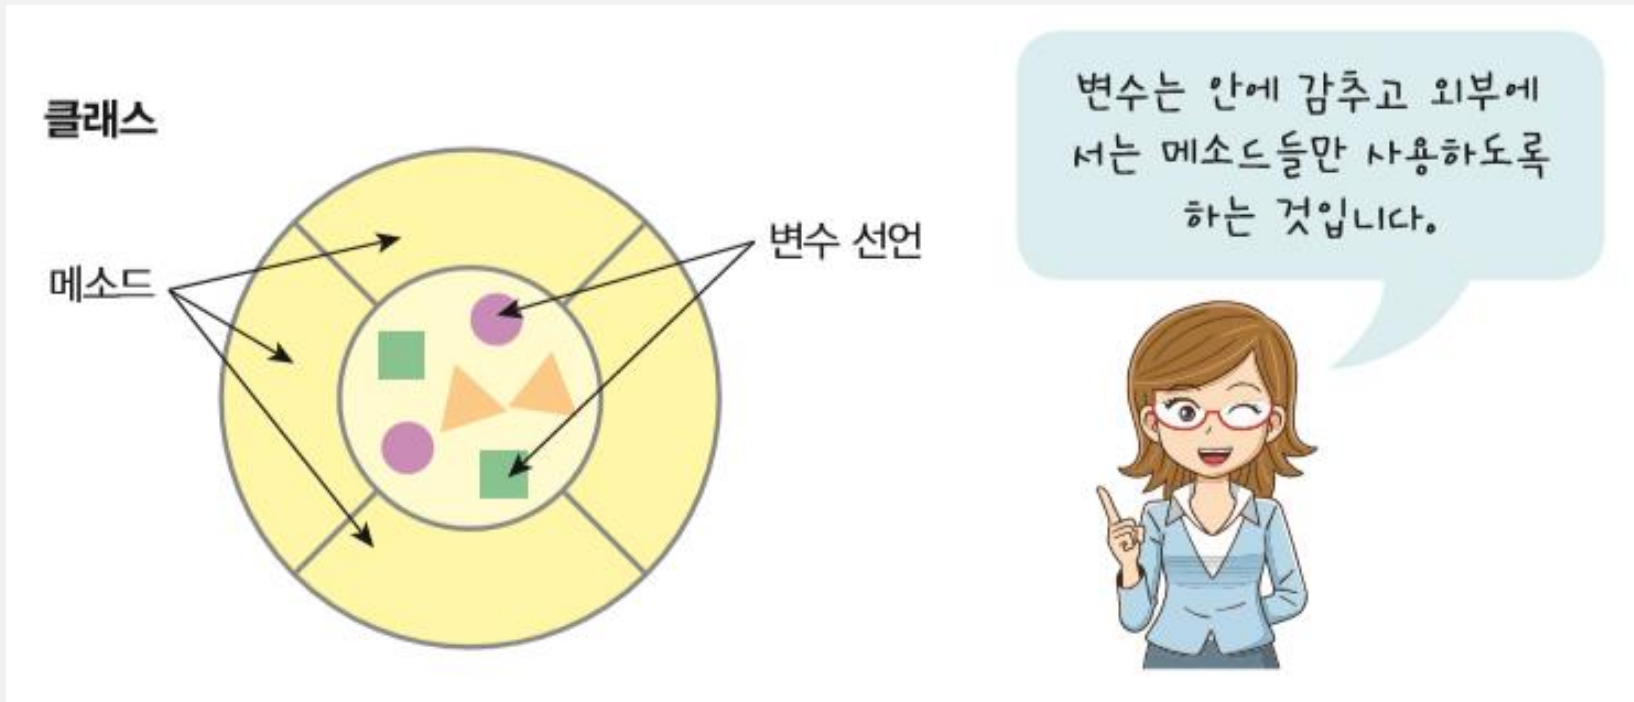 클래스
메소드
변수 선언
변수는 안에 감추고 외부에
서는 메소드들만 사용하도록
하는 것입니다.